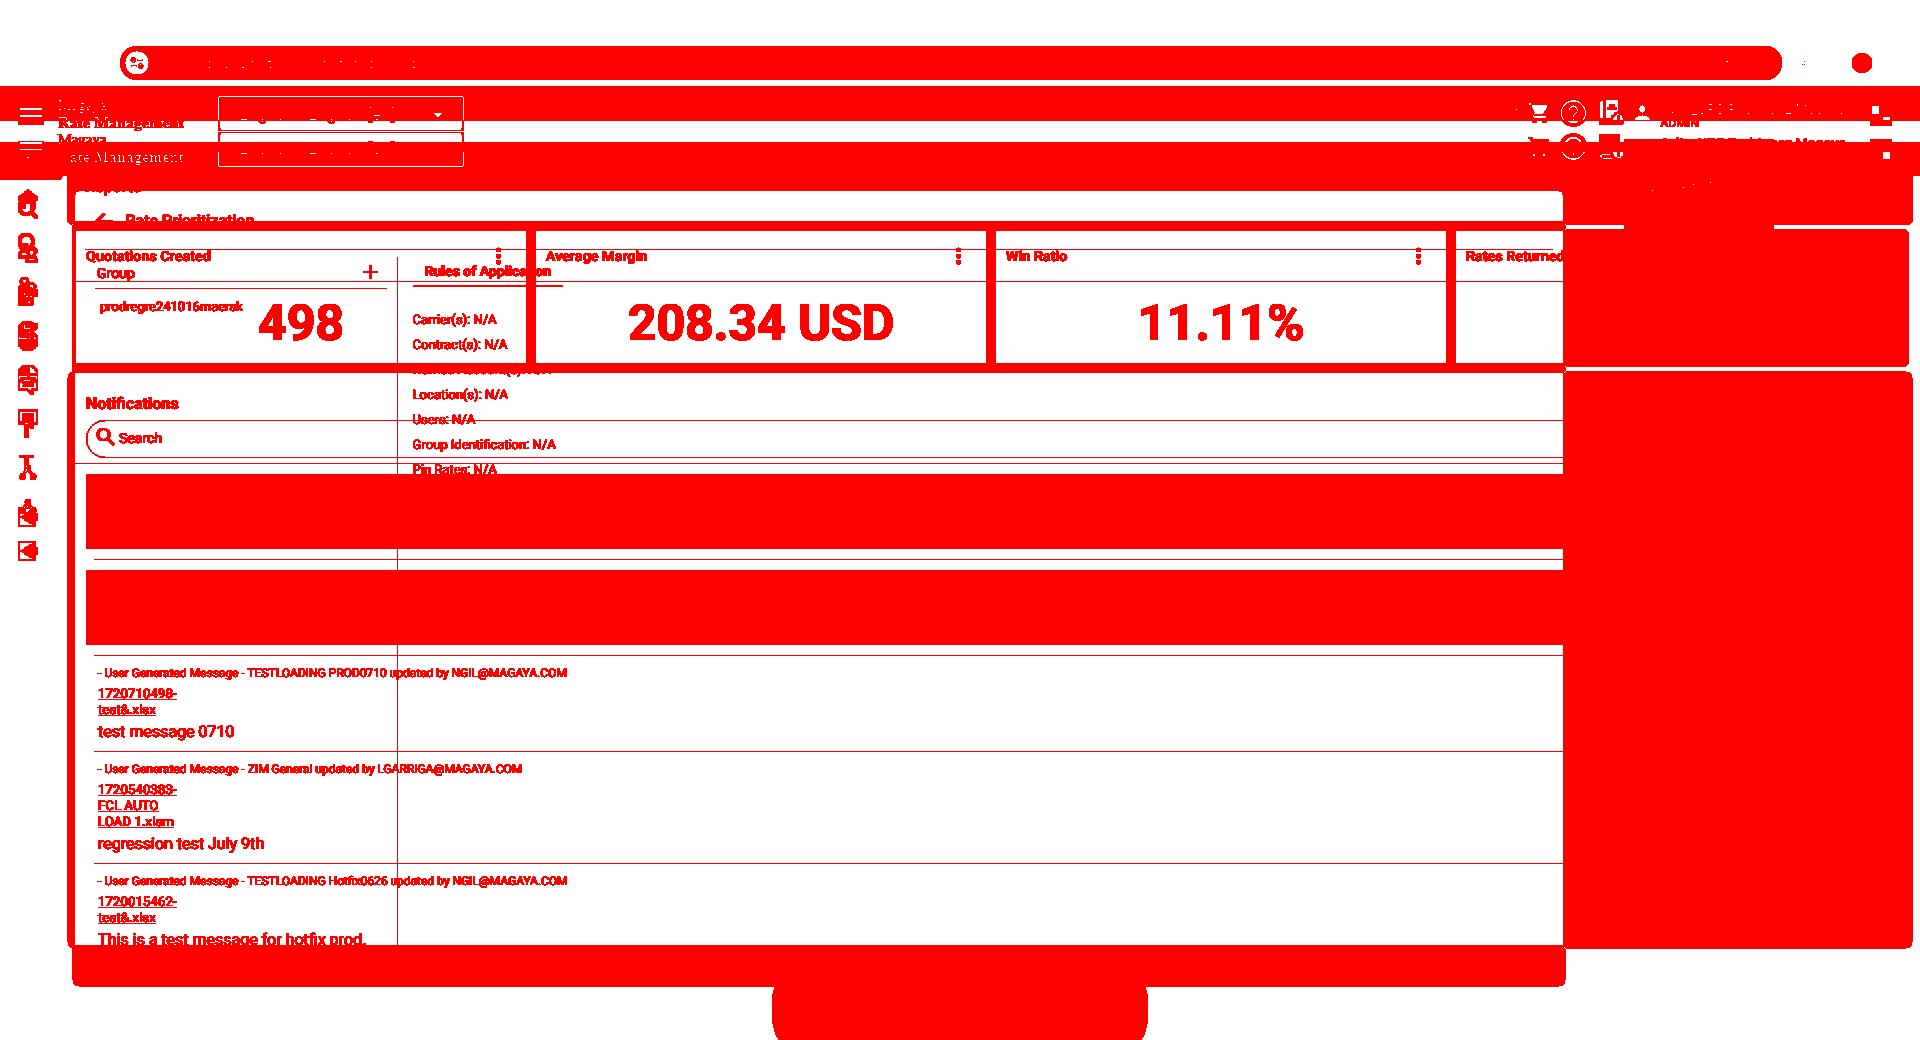 Rate Management
Magaya
Rate Management
ADMIN
Rate Prioritization
Quotations Created
Average Margin
Win Ratio
Rates Returned
Group
Rules of Application
prodregre241016maersk
498
208.34 USD
11.11%
Carrier(s): N/A
Contract(s): N/A
Location(s): N/A
Notifications
Users: N/A
Search
Group Identification: N/A
Pin Rates: N/A
- User Generated Message - TESTLOADING PROD0710 updated by NGIL@MAGAYA.COM
1720710498-
test&.xlsx
test message 0710
- User Generated Message - ZIM General updated by LGARRIGA@MAGAYA.COM
1720540383-
FCL AUTO
LOAD 1.xlsm
regression test July 9th
- User Generated Message - TESTLOADING Hotfix0626 updated by NGIL@MAGAYA.COM
1720015462-
test&.xlsx
This is a test message for hotfix prod.